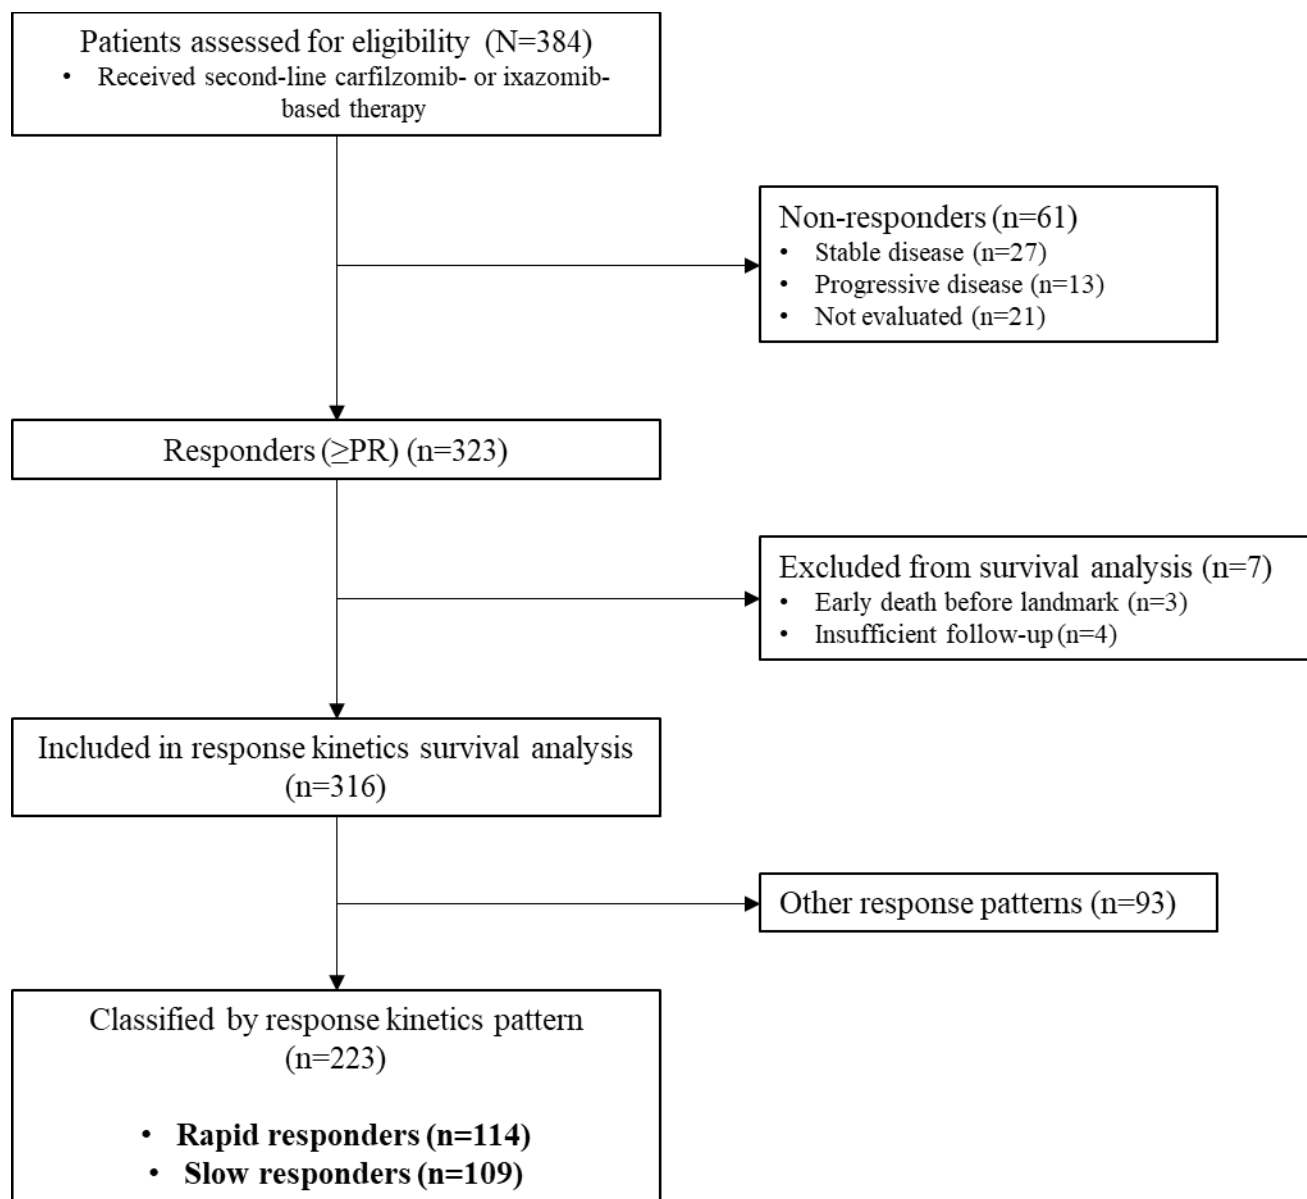 Patients assessed for eligibility (N=384)
• Received second-line carfilzomib- or ixazomib-
based therapy
Non-responders (n=61)
• Stable disease (n=27)
• Progressive disease (n=13)
• Not evaluated (n=21)
Responders (≥PR) (n=323)
Excluded from survival analysis (n=7)
• Early death before landmark (n=3)
• Insufficient follow-up (n=4)
Included in response kinetics survival analysis
(n=316)
Other response patterns (n=93)
Classified by response kinetics pattern
(n=223)
• Rapid responders (n=114)
• Slow responders (n=109)